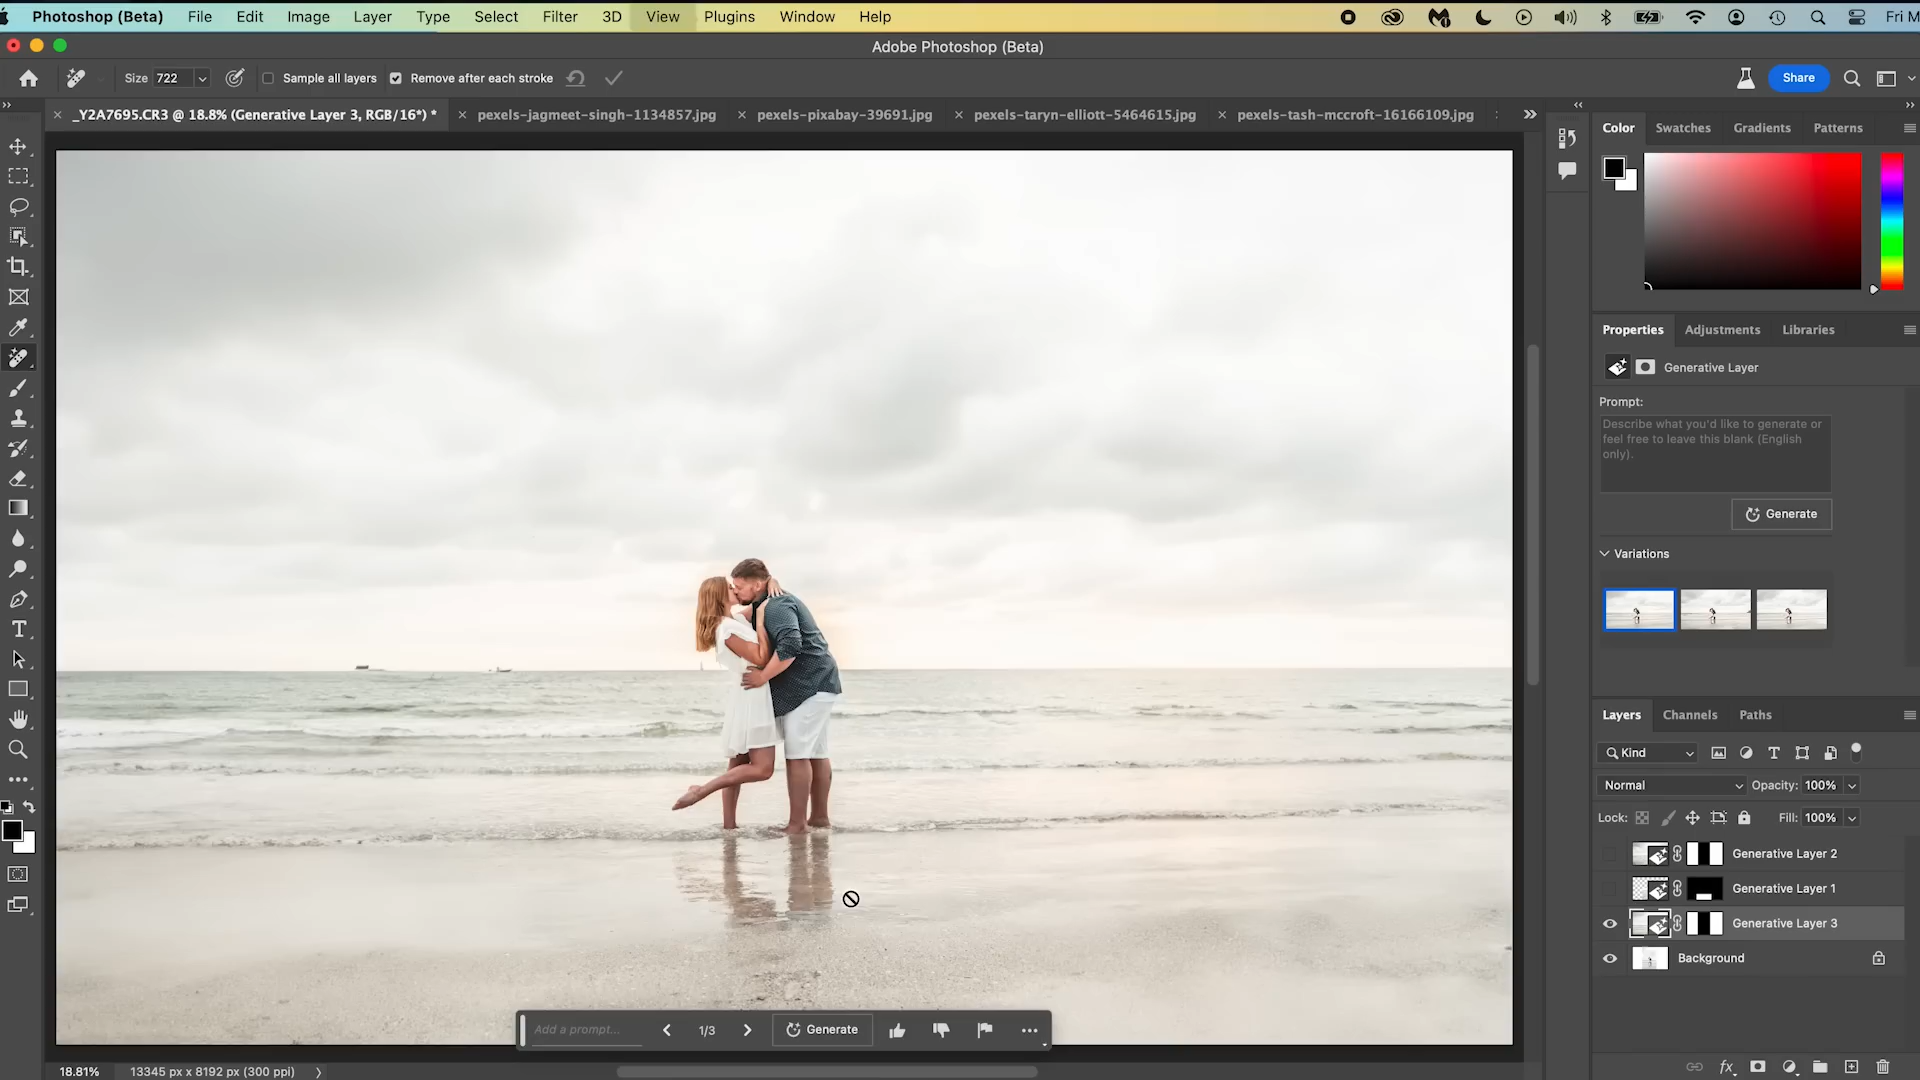 Photoshop (Beta) File Edit Image Layer Type Select Filter 3D View Plugins Window Help Fri M
Adobe Photoshop (Beta)
Size 722 Sample all layers Remove after each stroke Share
_Y2A7695.CR3 @ 18.8% (Generative Layer 3, RGB/16*) * pexels-jagmeet-singh-1134857.jpg pexels-pixabay-39691.jpg pexels-taryn-elliott-5464615.jpg pexels-tash-mccroft-16166109.jpg
Color Swatches Gradients Patterns
Properties Adjustments Libraries
Generative Layer
Prompt:
Describe what you'd like to generate or
feel free to leave this blank (English
only).
Generate
Variations
Layers Channels Paths
Kind
Normal Opacity: 100%
Lock: Fill: 100%
Generative Layer 2
Generative Layer 1
Generative Layer 3
Background
Add a prompt... 1/3 Generate
18.81% 13345 px x 8192 px (300 ppi)